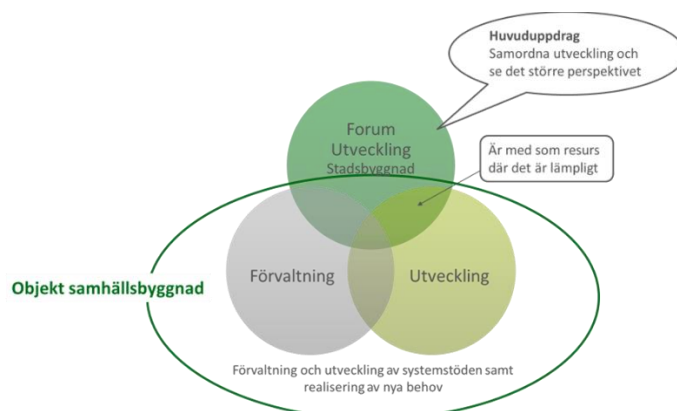 Huvuduppdrag
Samordna utveckling och
se det större perspektivet
Forum
Utveckling
Stadsbyggnad
Är med som resurs
där det är lämpligt
Förvaltning
Utveckling
Objekt samhällsbyggnad
Förvaltning och utveckling av systemstöden samt
realisering av nya behov